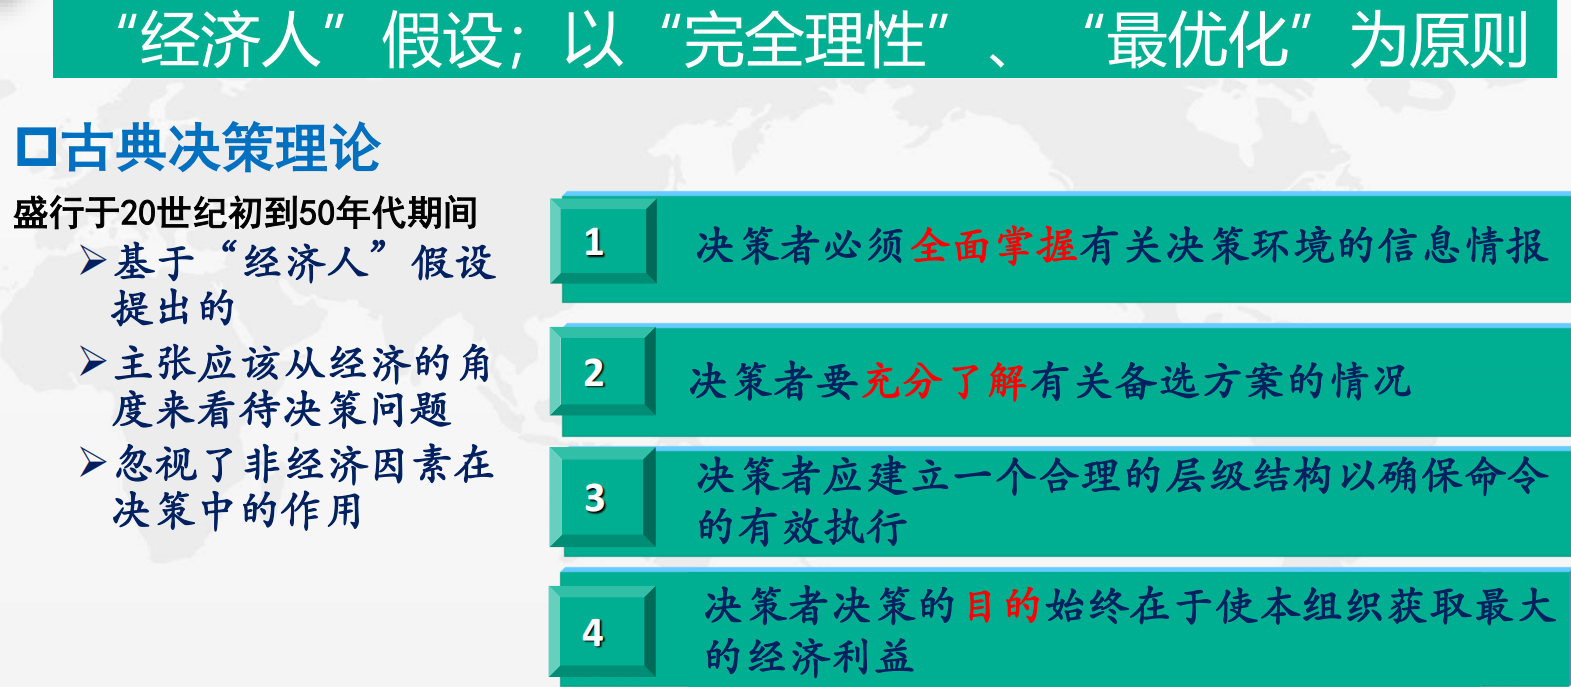 “经济人”假设；以“完全理性”、“最优化”为原则
古典决策理论
盛行于20世纪初到50年代期间
基于“经济人”假设
提出的
主张应该从经济的角
度来看待决策问题
忽视了非经济因素在
决策中的作用
1
决策者必须全面掌握有关决策环境的信息情报
2
决策者要充分了解有关备选方案的情况
3
决策者应建立一个合理的层级结构以确保命令
的有效执行
4
决策者决策的目的始终在于使本组织获取最大
的经济利益